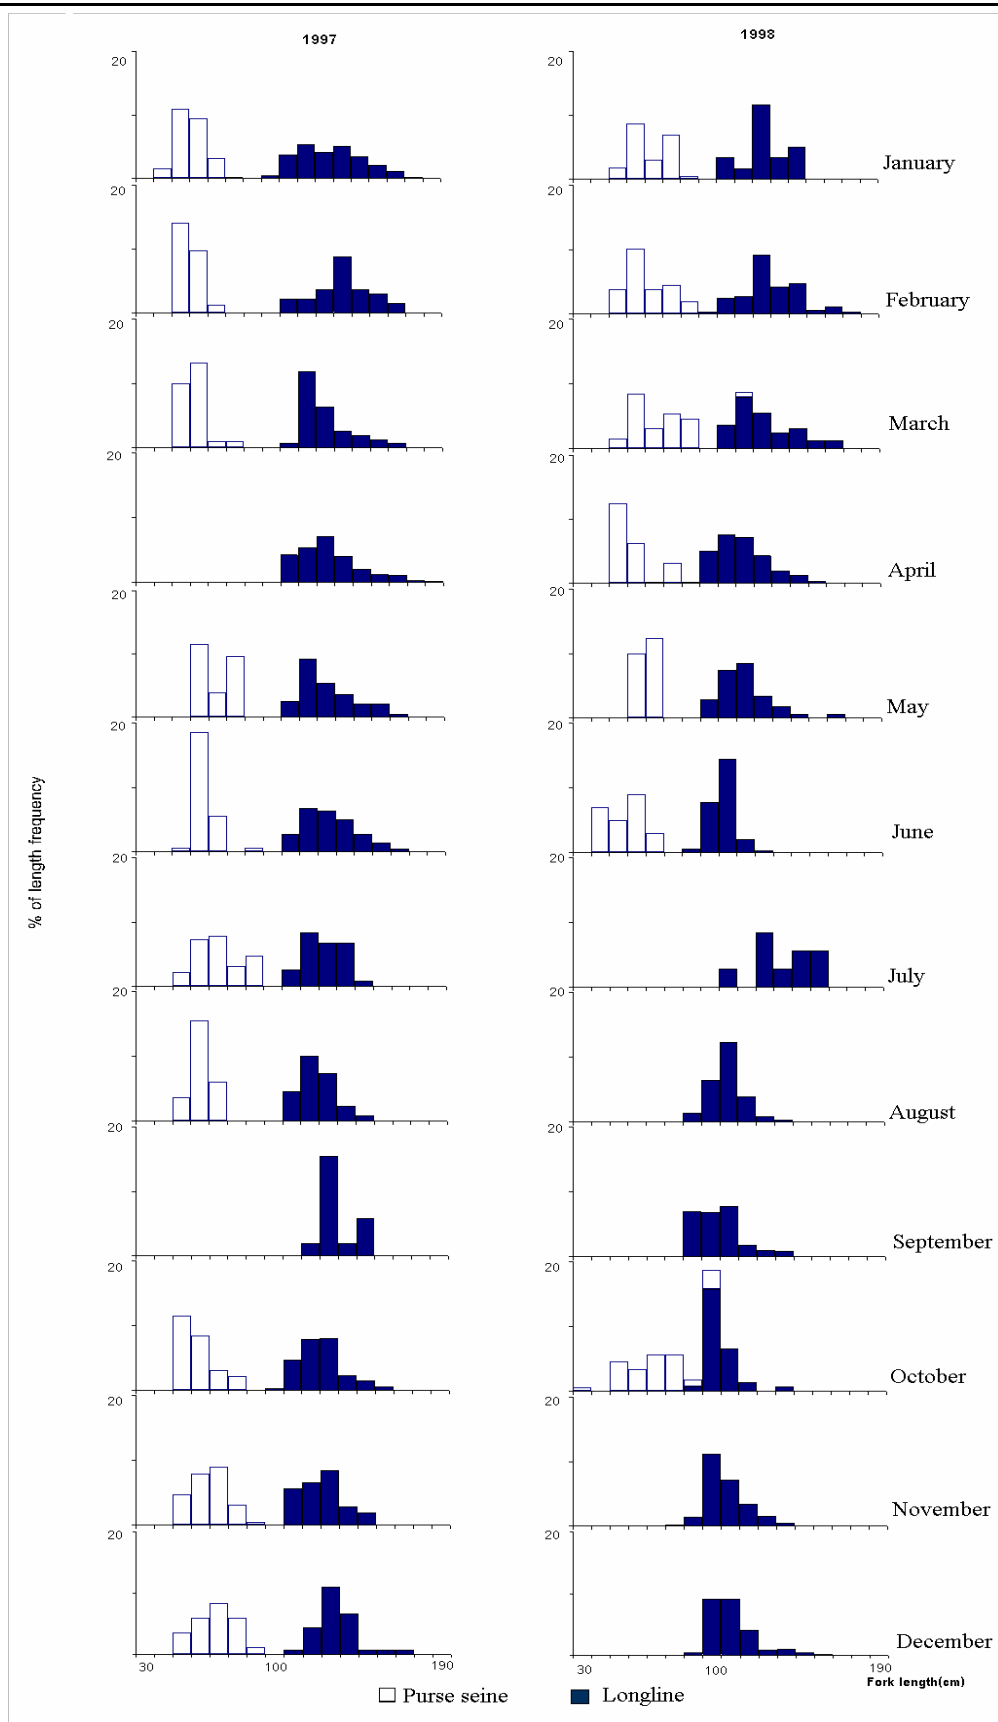 1997 1998
20 20
January
20 20
February
20 20
March
20 20
April
20 20
May
20 20
June
20 20
July
20 20
August
20 20
September
20 20
October
20 20
November
20 20
December
% of length frequency
30 100 190 30 100 190
Fork length(cm)
Purse seine Longline